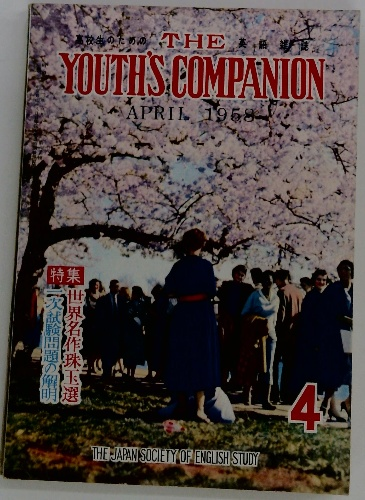 高校生のための THE 英語雑誌
YOUTH'S COMPANION
APRIL 1958
特集
世界名作珠玉選
一次試験問題の解明
4
THE JAPAN SOCIETY OF ENGLISH STUDY